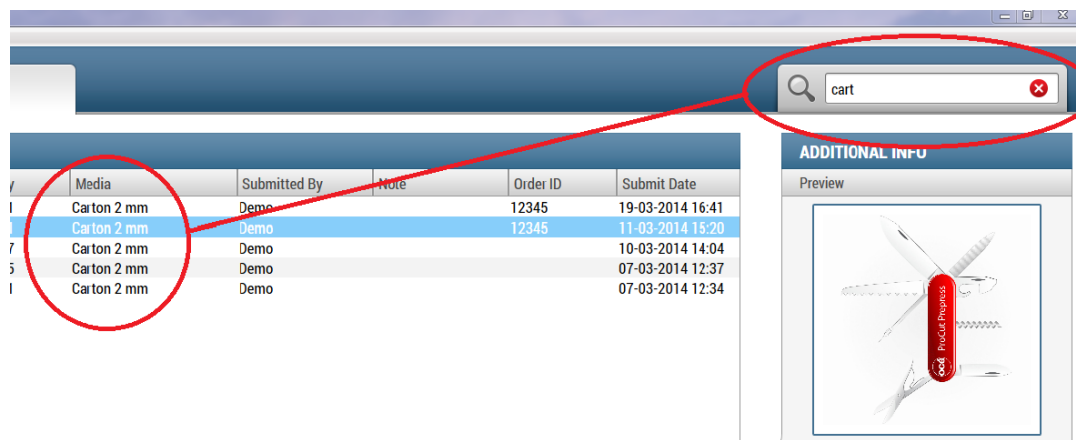 cart
ADDITIONAL INFO
Media Submitted By Note Order ID Submit Date
Preview
Carton 2 mm Demo 12345 19-03-2014 16:41
Carton 2 mm Demo 12345 11-03-2014 15:20
Carton 2 mm Demo 10-03-2014 14:04
Carton 2 mm Demo 07-03-2014 12:37
Carton 2 mm Demo 07-03-2014 12:34
océ ProCut Prepress